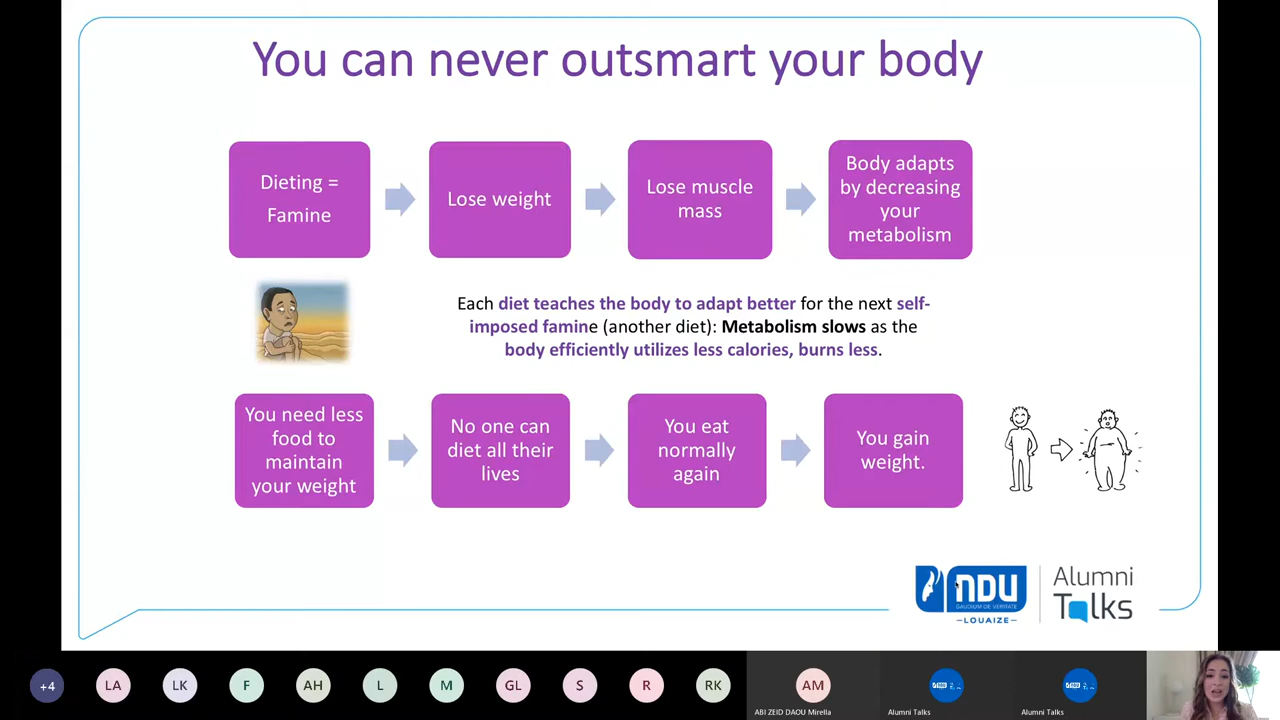 You can never outsmart your body
Dieting =
Famine
Lose weight
Lose muscle
mass
Body adapts
by decreasing
your
metabolism
Each diet teaches the body to adapt better for the next self-
imposed famine (another diet): Metabolism slows as the
body efficiently utilizes less calories, burns less.
You need less
food to
maintain
your weight
No one can
diet all their
lives
You eat
normally
again
You gain
weight.
NDU
GAUDIUM DE VERITATE
–LOUAIZE–
Alumni
Talks
+4
LA
LK
F
AH
L
M
GL
S
R
RK
AM
ABI ZEID DAOU Mirella
Alumni Talks
Alumni Talks